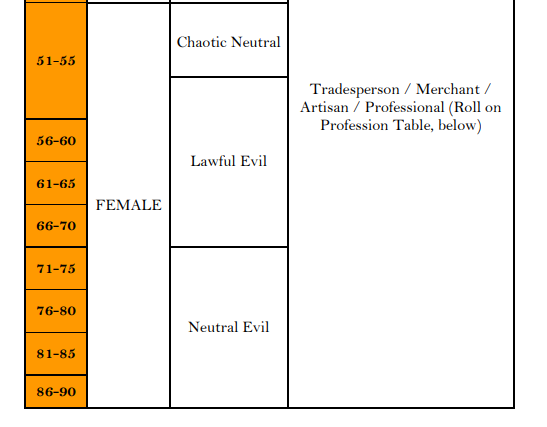 51-55
56-60
61-65
66-70
71-75
76-80
81-85
86-90
FEMALE
Chaotic Neutral
Lawful Evil
Neutral Evil
Tradesperson / Merchant /
Artisan / Professional (Roll on
Profession Table, below)